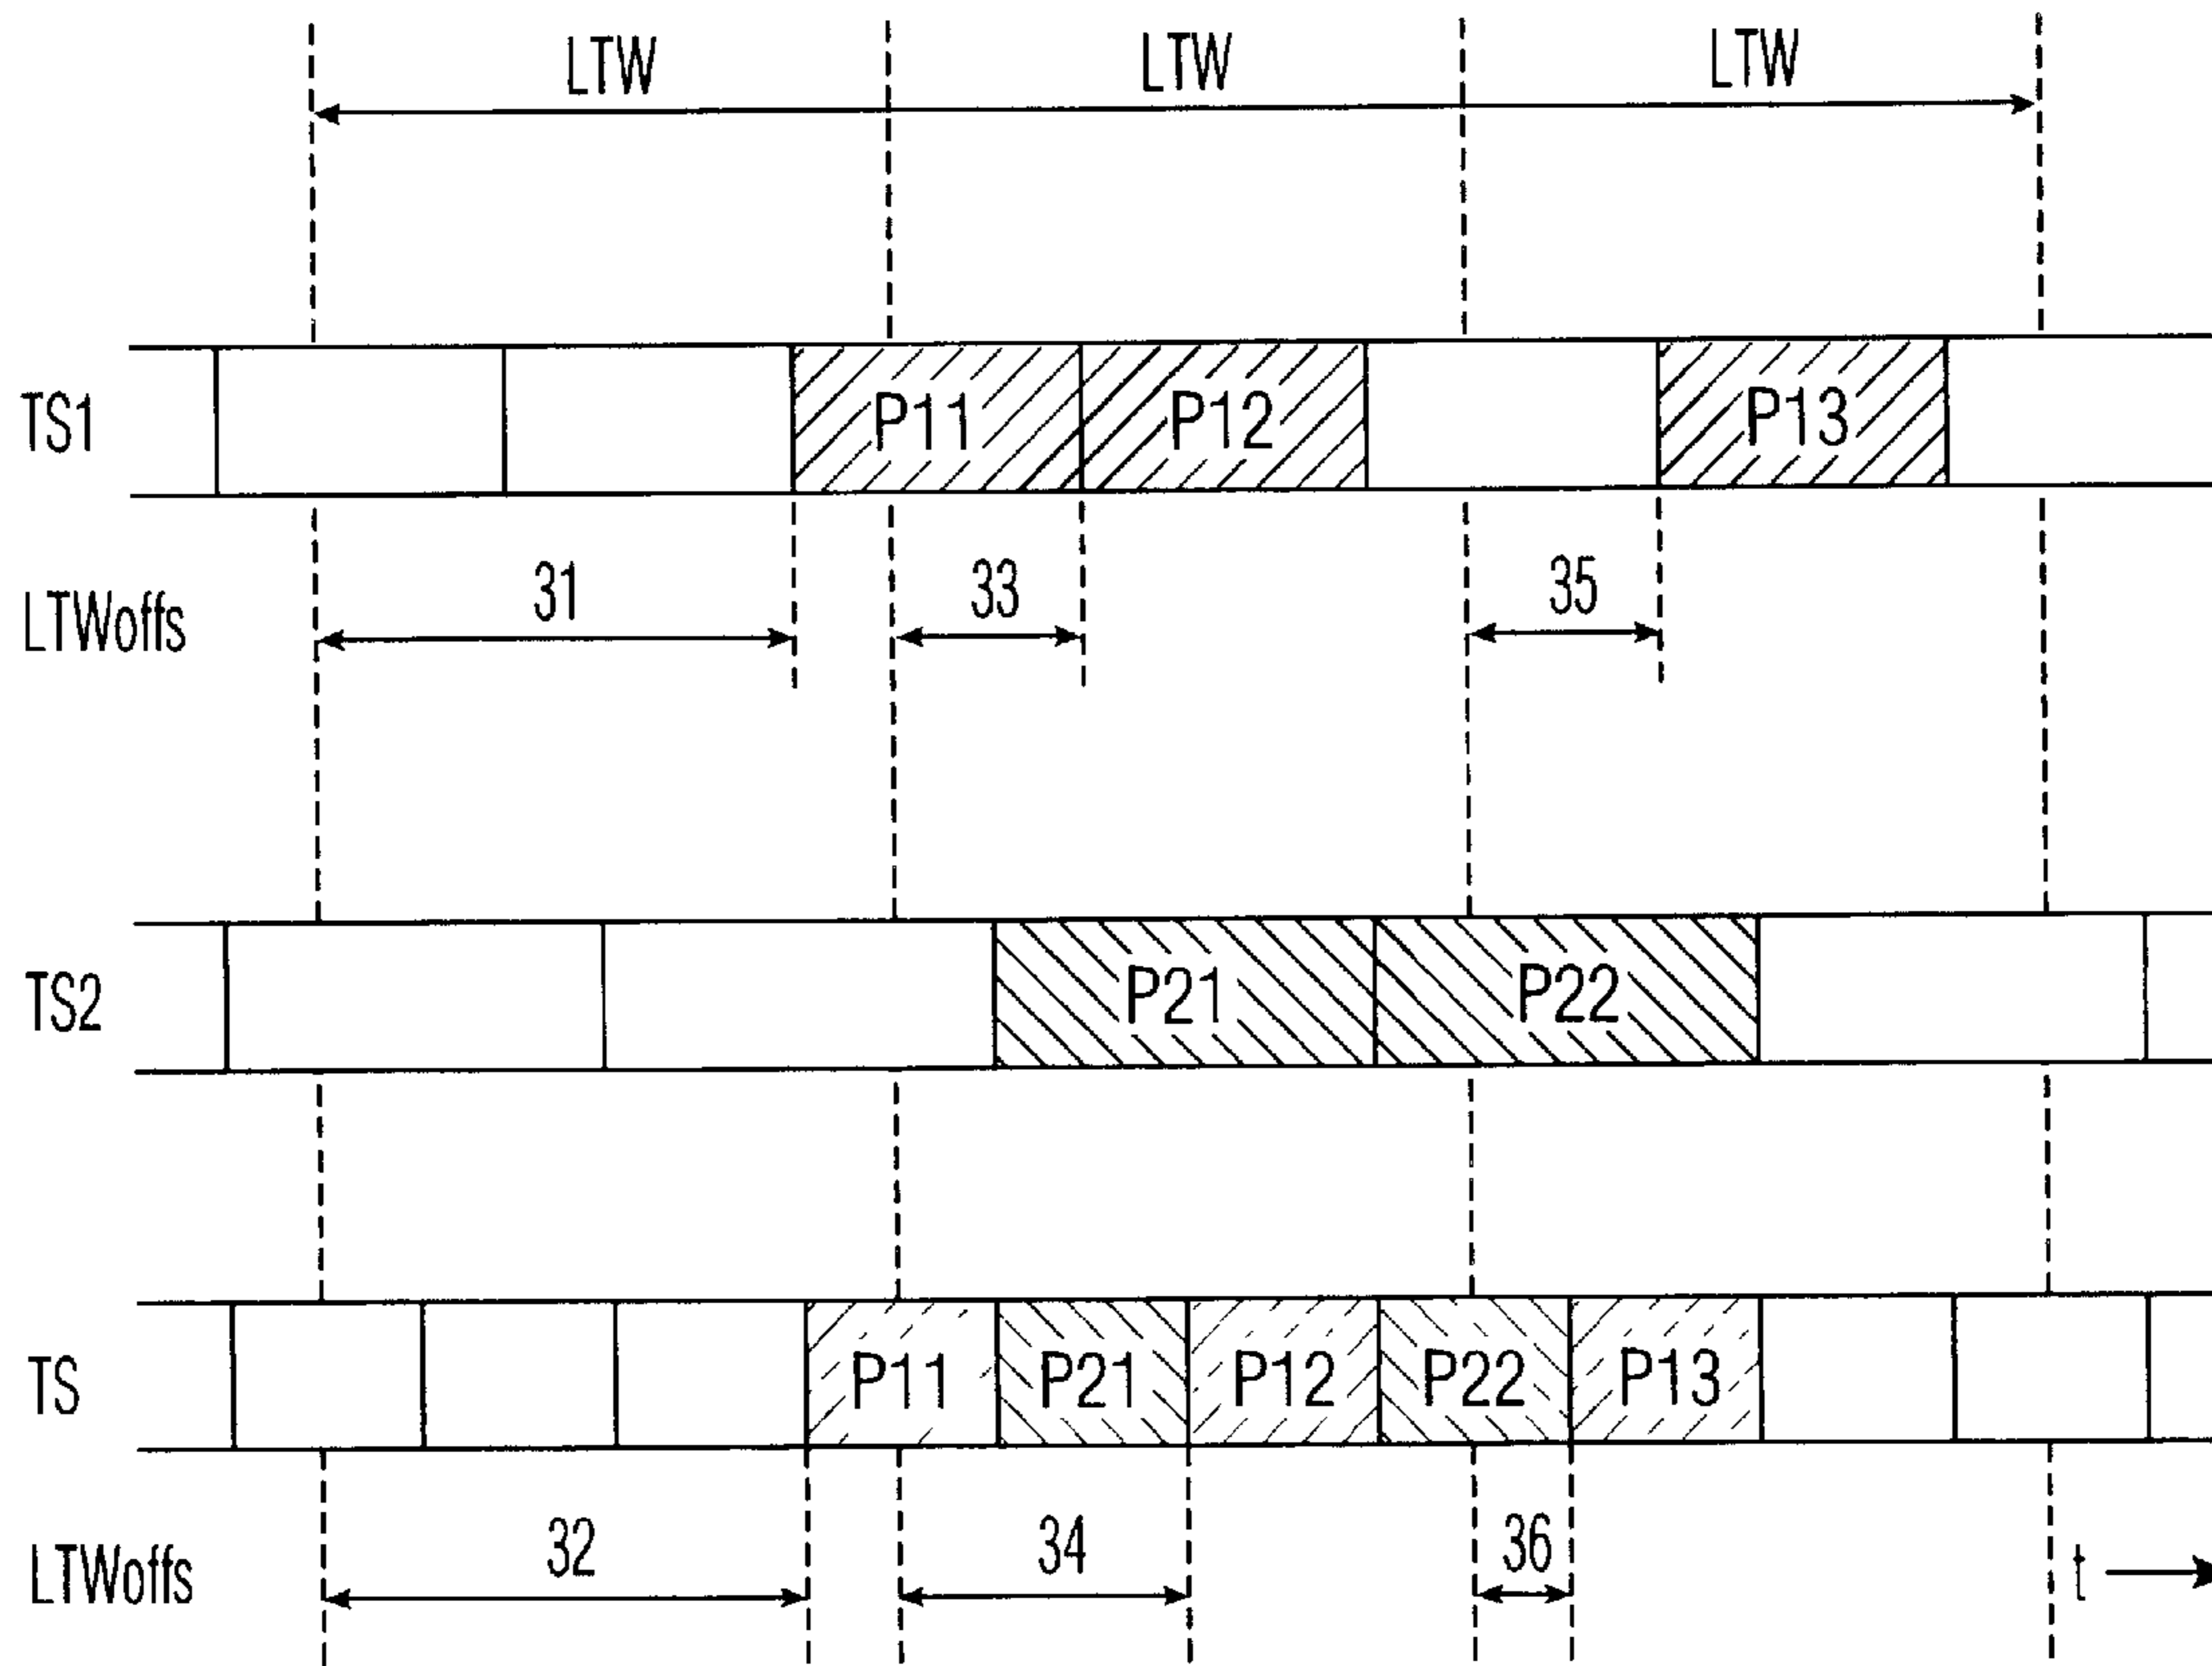 LTW LTW LTW
TS1 P11 P12 P13
LTWoffs 31 33 35
TS2 P21 P22
TS P11 P21 P12 P22 P13
LTWoffs 32 34 36 t